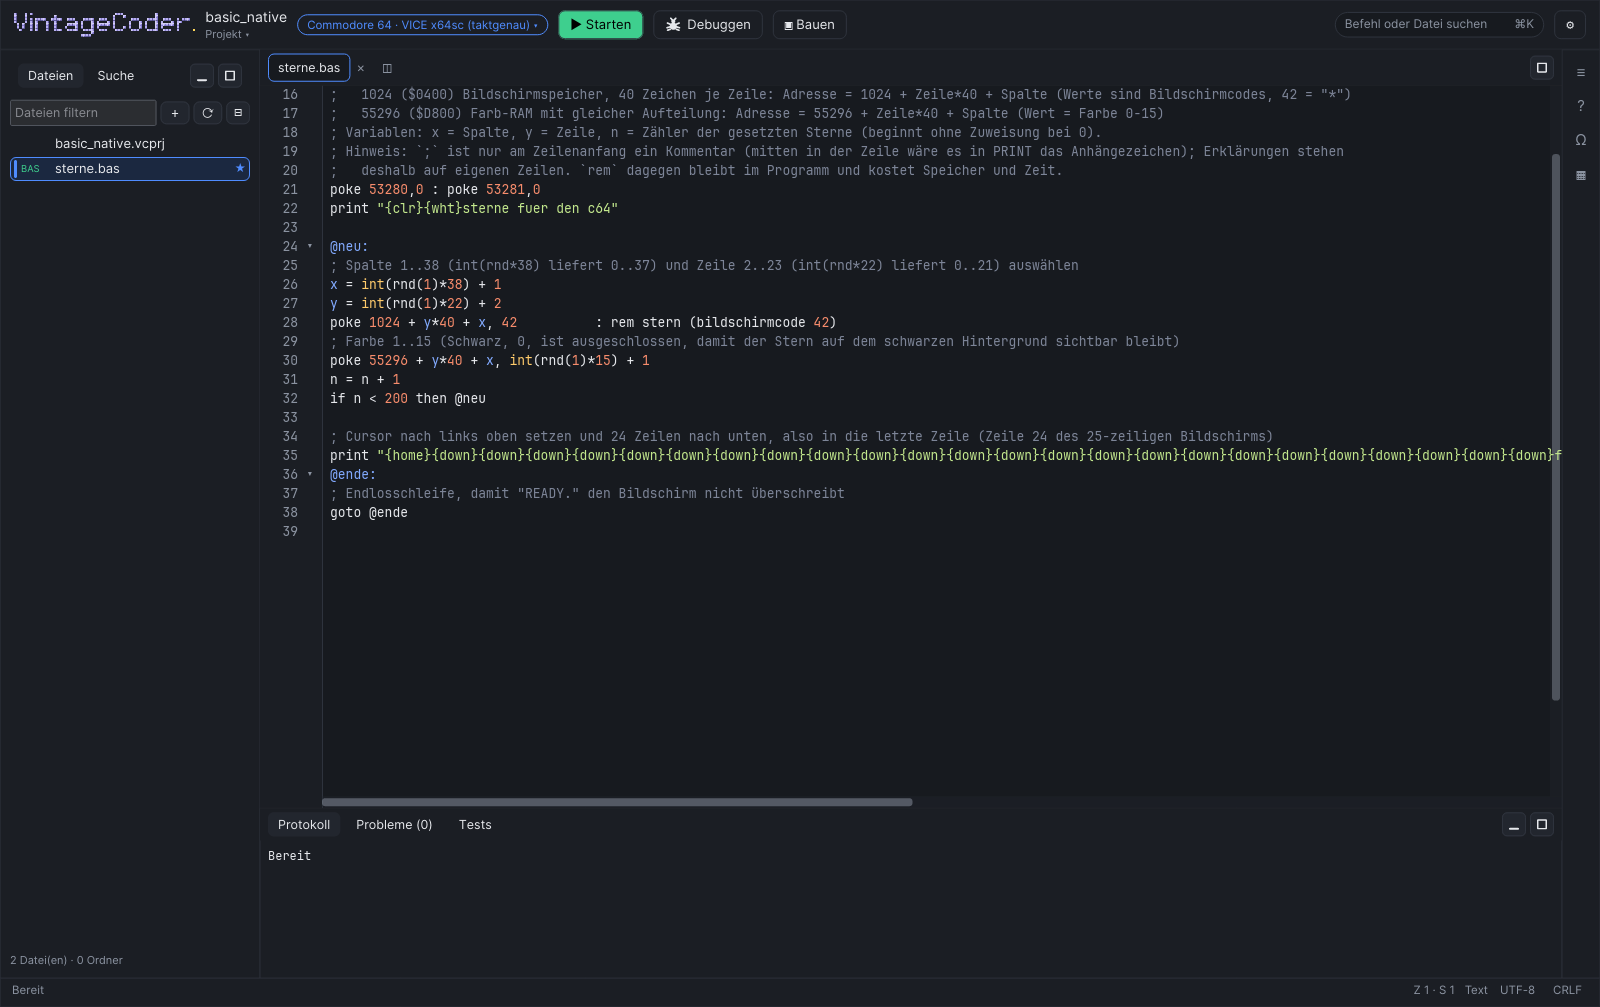 VintageCoder.
basic_native
Projekt ▾
Commodore 64 · VICE x64sc (taktgenau) ▾
▶ Starten
Debuggen
▣ Bauen
Befehl oder Datei suchen ⌘K
Dateien
Suche
sterne.bas ×
Dateien filtern
+
basic_native.vcprj
BAS sterne.bas ★
16 ;   1024 ($0400) Bildschirmspeicher, 40 Zeichen je Zeile: Adresse = 1024 + Zeile*40 + Spalte (Werte sind Bildschirmcodes, 42 = "*")
17 ;   55296 ($D800) Farb-RAM mit gleicher Aufteilung: Adresse = 55296 + Zeile*40 + Spalte (Wert = Farbe 0-15)
18 ; Variablen: x = Spalte, y = Zeile, n = Zähler der gesetzten Sterne (beginnt ohne Zuweisung bei 0).
19 ; Hinweis: `;` ist nur am Zeilenanfang ein Kommentar (mitten in der Zeile wäre es in PRINT das Anhängezeichen); Erklärungen stehen
20 ;   deshalb auf eigenen Zeilen. `rem` dagegen bleibt im Programm und kostet Speicher und Zeit.
21 poke 53280,0 : poke 53281,0
22 print "{clr}{wht}sterne fuer den c64"
23
24 ▾ @neu:
25 ; Spalte 1..38 (int(rnd*38) liefert 0..37) und Zeile 2..23 (int(rnd*22) liefert 0..21) auswählen
26 x = int(rnd(1)*38) + 1
27 y = int(rnd(1)*22) + 2
28 poke 1024 + y*40 + x, 42          : rem stern (bildschirmcode 42)
29 ; Farbe 1..15 (Schwarz, 0, ist ausgeschlossen, damit der Stern auf dem schwarzen Hintergrund sichtbar bleibt)
30 poke 55296 + y*40 + x, int(rnd(1)*15) + 1
31 n = n + 1
32 if n < 200 then @neu
33
34 ; Cursor nach links oben setzen und 24 Zeilen nach unten, also in die letzte Zeile (Zeile 24 des 25-zeiligen Bildschirms)
35 print "{home}{down}{down}{down}{down}{down}{down}{down}{down}{down}{down}{down}{down}{down}{down}{down}{down}{down}{down}{down}{down}{down}{down}{down}{down}f
36 ▾ @ende:
37 ; Endlosschleife, damit "READY." den Bildschirm nicht überschreibt
38 goto @ende
39
Protokoll
Probleme (0)
Tests
Bereit
2 Datei(en) · 0 Ordner
Bereit
Z 1 · S 1 Text UTF-8 CRLF